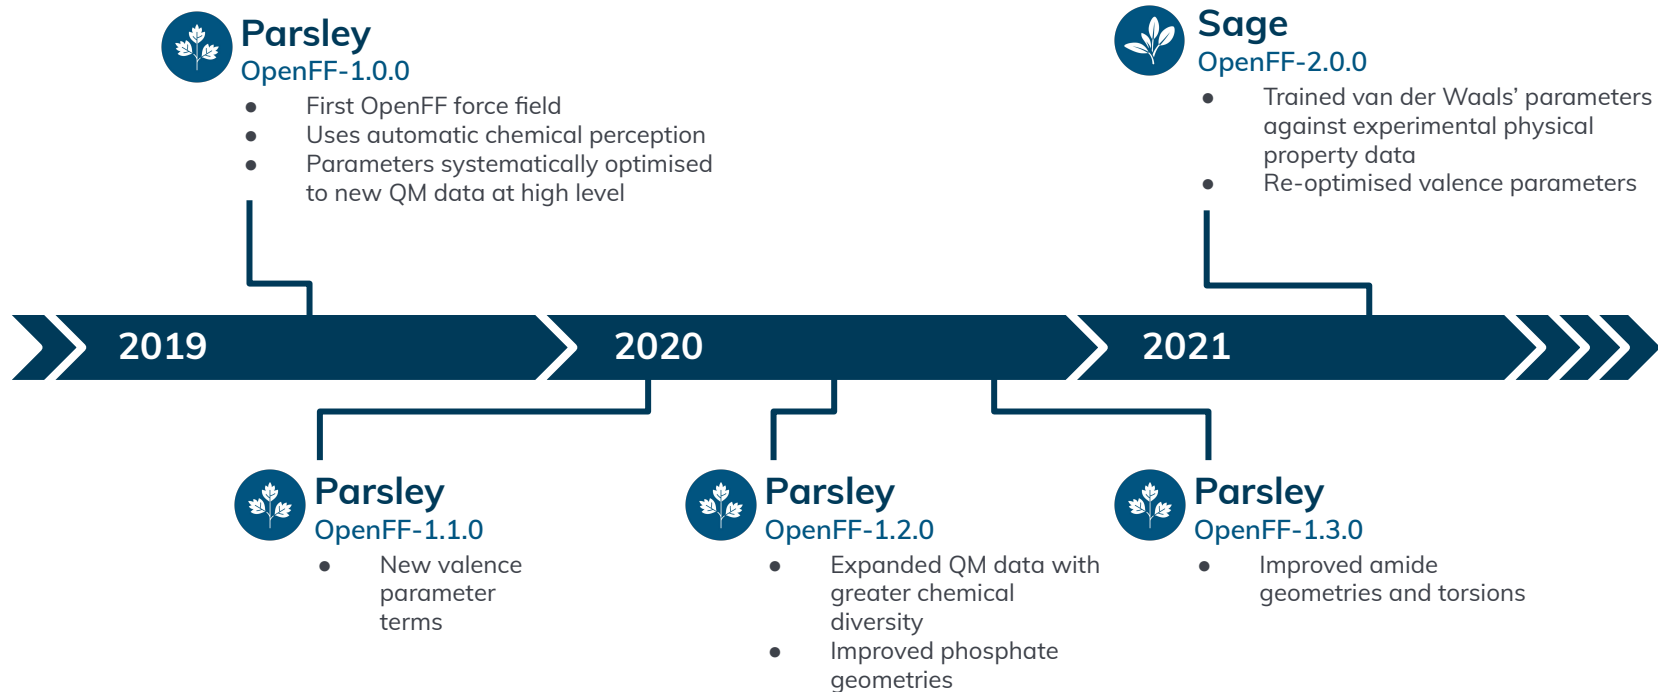 Parsley
OpenFF-1.0.0
● First OpenFF force field
● Uses automatic chemical perception
● Parameters systematically optimised
to new QM data at high level
Sage
OpenFF-2.0.0
● Trained van der Waals’ parameters
against experimental physical
property data
● Re-optimised valence parameters
2019
2020
2021
Parsley
OpenFF-1.1.0
● New valence
parameter
terms
Parsley
OpenFF-1.2.0
● Expanded QM data with
greater chemical
diversity
● Improved phosphate
geometries
Parsley
OpenFF-1.3.0
● Improved amide
geometries and torsions